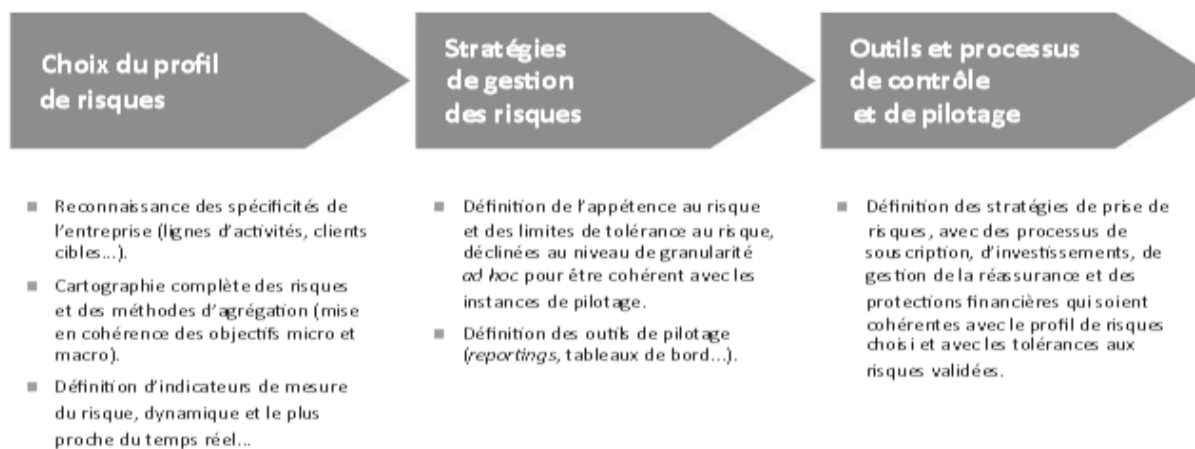 Choix du profil
de risques
Reconnaissance des spécificités de
l'entreprise (lignes d'activités, clients
cibles...).
Cartographie complète des risques
et des méthodes d'agrégation (mise
en cohérence des objectifs micro et
macro).
Définition d'indicateurs de mesure
du risque, dynamique et le plus
proche du temps réel...
Stratégies
de gestion
des risques
Définition de l'appétence au risque
et des limites de tolérance au risque,
déclinées au niveau de granularité
ad hoc pour être cohérent avec les
instances de pilotage.
Définition des outils de pilotage
(reportings, tableaux de bord...).
Outils et processus
de contrôle
et de pilotage
Définition des stratégies de prise de
risques, avec des processus de
souscription, d'investissements, de
gestion de la réassurance et des
protections financières qui soient
cohérentes avec le profil de risques
choisi et avec les tolérances aux
risques validées.